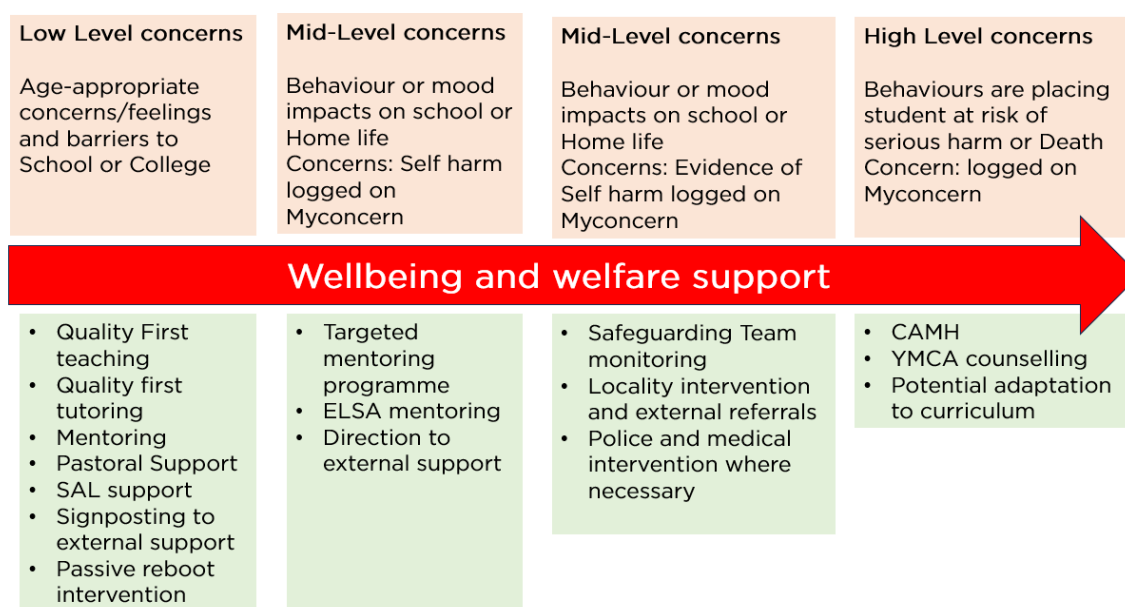 Low Level concerns
Age-appropriate
concerns/feelings
and barriers to
School or College
Mid-Level concerns
Behaviour or mood
impacts on school or
Home life
Concerns: Self harm
logged on
Myconcern
Mid-Level concerns
Behaviour or mood
impacts on school or
Home life
Concerns: Evidence of
Self harm logged on
Myconcern
High Level concerns
Behaviours are placing
student at risk of
serious harm or Death
Concern: logged on
Myconcern
Wellbeing and welfare support
• Quality First
teaching
• Quality first
tutoring
• Mentoring
• Pastoral Support
• SAL support
• Signposting to
external support
• Passive reboot
intervention
• Targeted
mentoring
programme
• ELSA mentoring
• Direction to
external support
• Safeguarding Team
monitoring
• Locality intervention
and external referrals
• Police and medical
intervention where
necessary
• CAMH
• YMCA counselling
• Potential adaptation
to curriculum